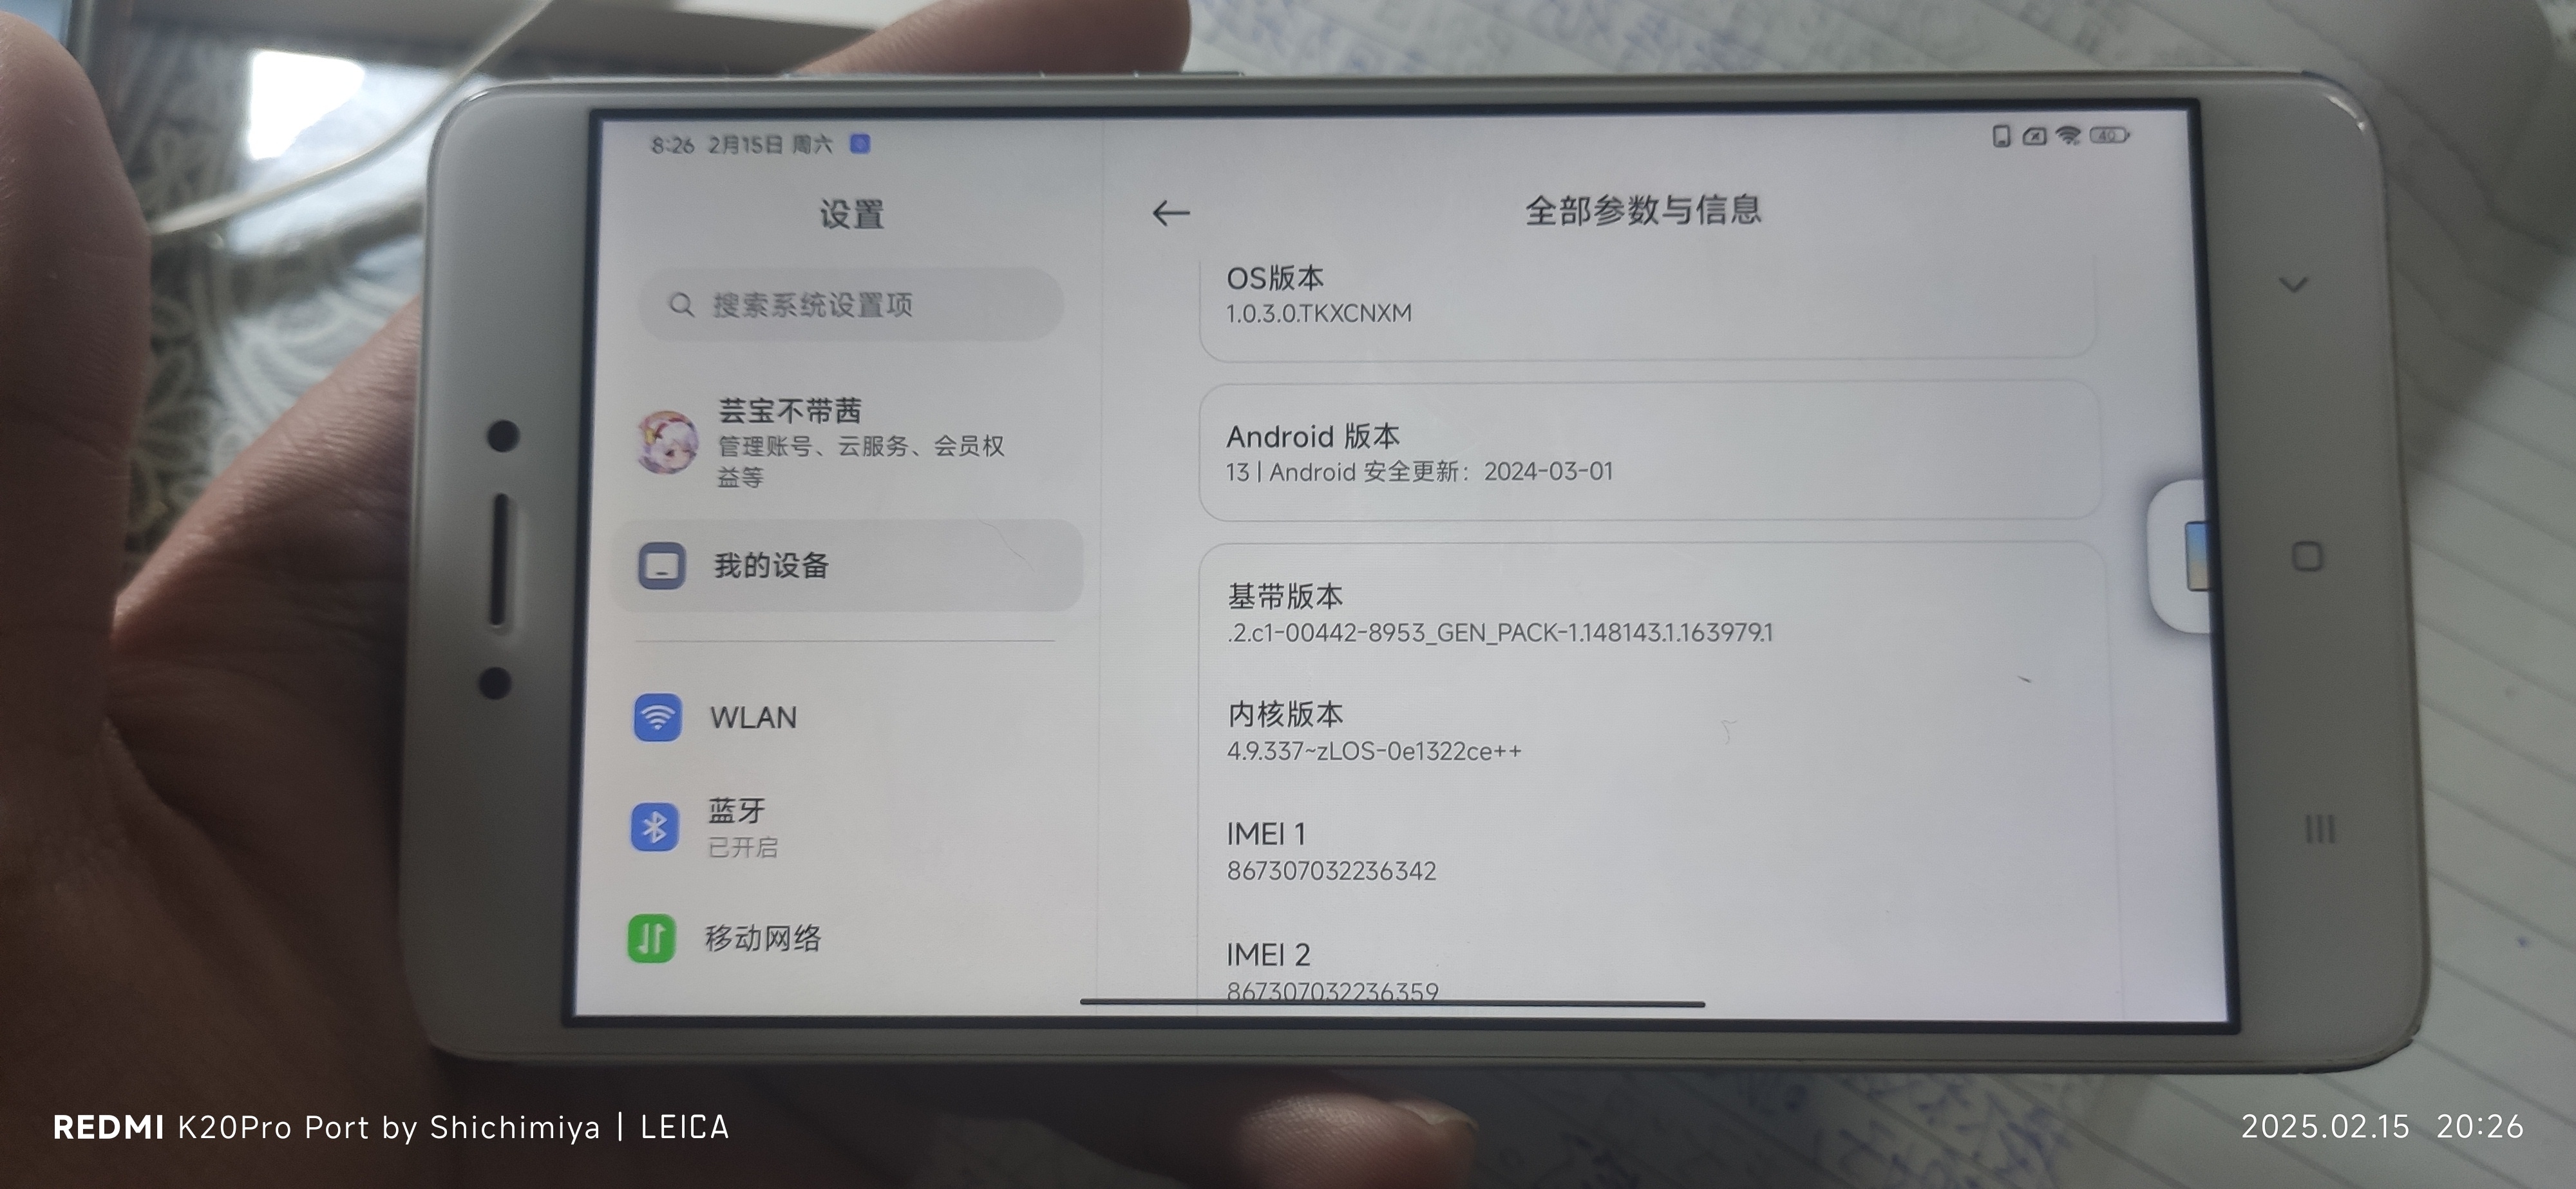 8:26 2月15日 周六
40
设置
搜索系统设置项
芸宝不带茜
管理账号、云服务、会员权
益等
我的设备
WLAN
蓝牙
已开启
移动网络
全部参数与信息
OS版本
1.0.3.0.TKXCNXM
Android 版本
13 | Android 安全更新：2024-03-01
基带版本
.2.c1-00442-8953_GEN_PACK-1.148143.1.163979.1
内核版本
4.9.337~zLOS-0e1322ce++
IMEI 1
867307032236342
IMEI 2
867307032236359
REDMI K20Pro Port by Shichimiya | LEICA
2025.02.15 20:26